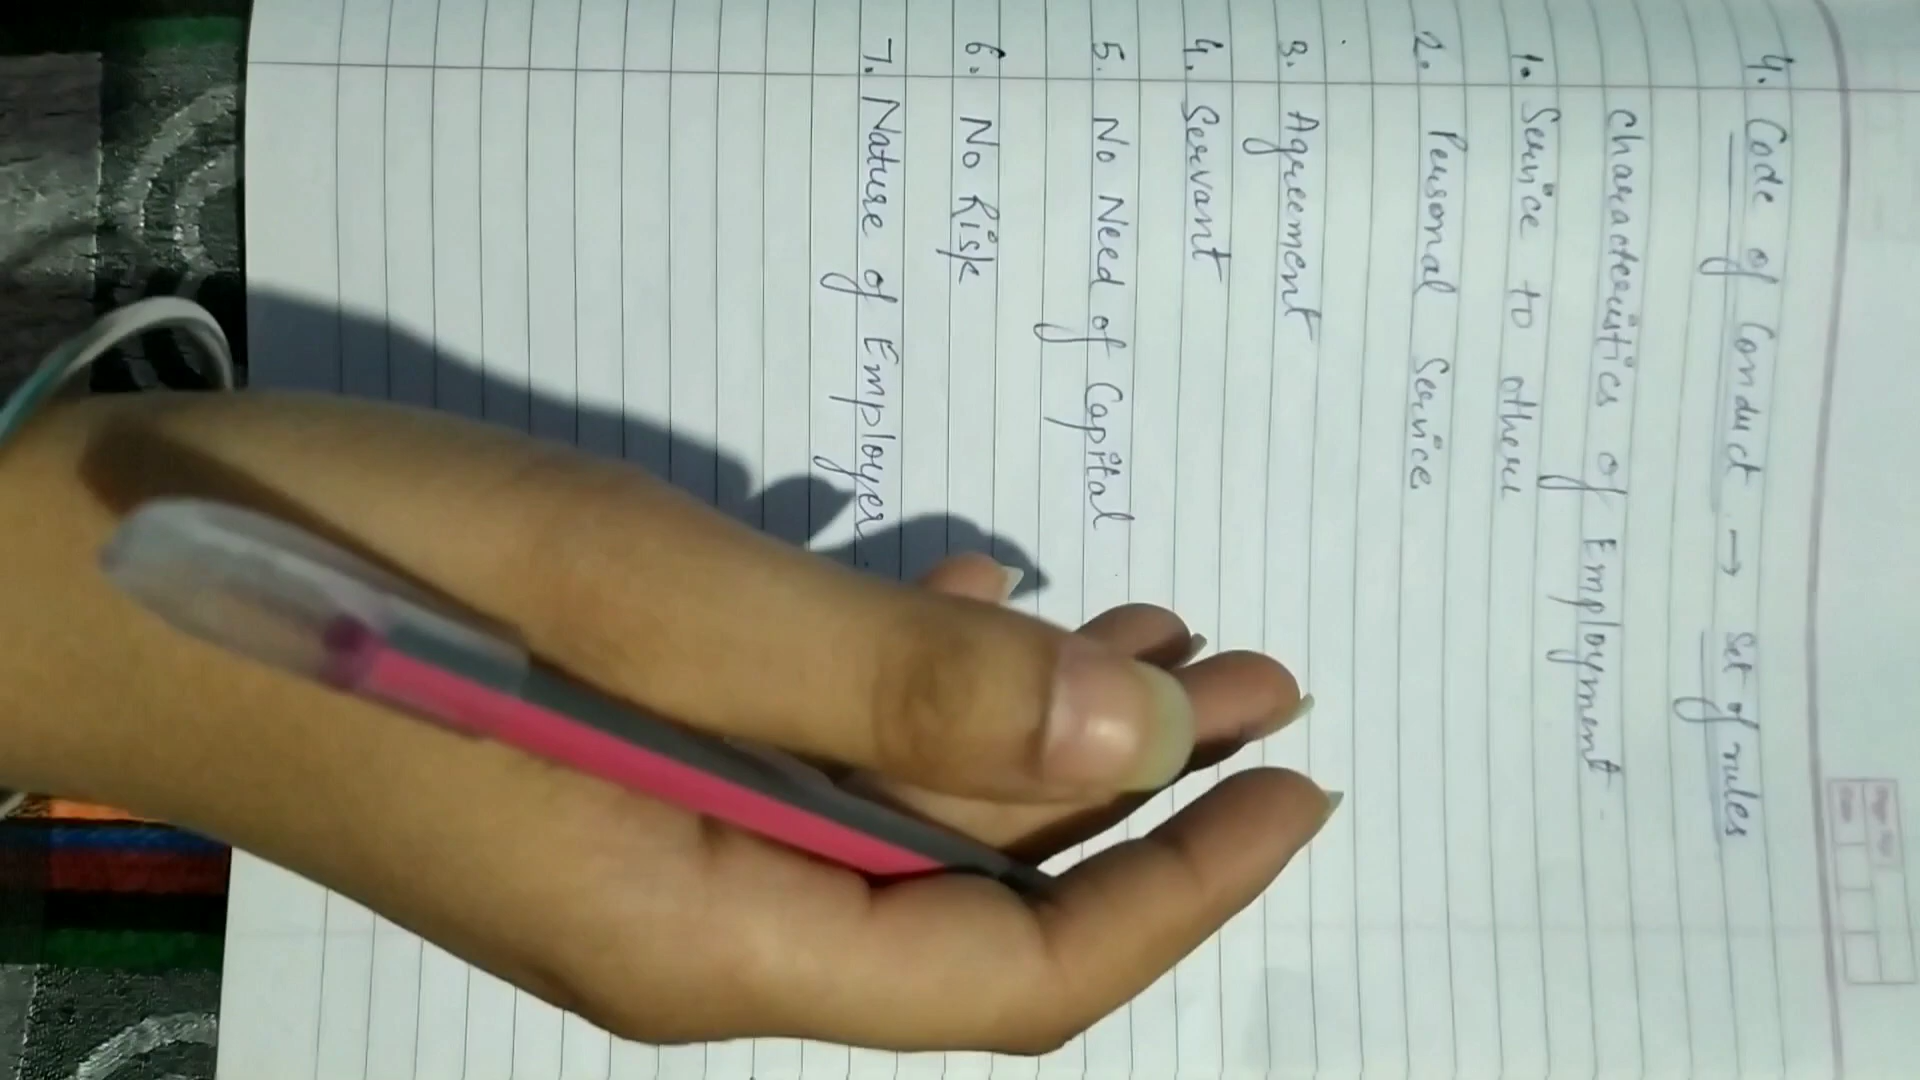 4. Code of Conduct → Set of rules
Characteristics of Employment.
1. Service to others
2. Personal Service
3. Agreement
4. Servant
5. No Need of Capital
6. No Risk
7. Nature of Employer